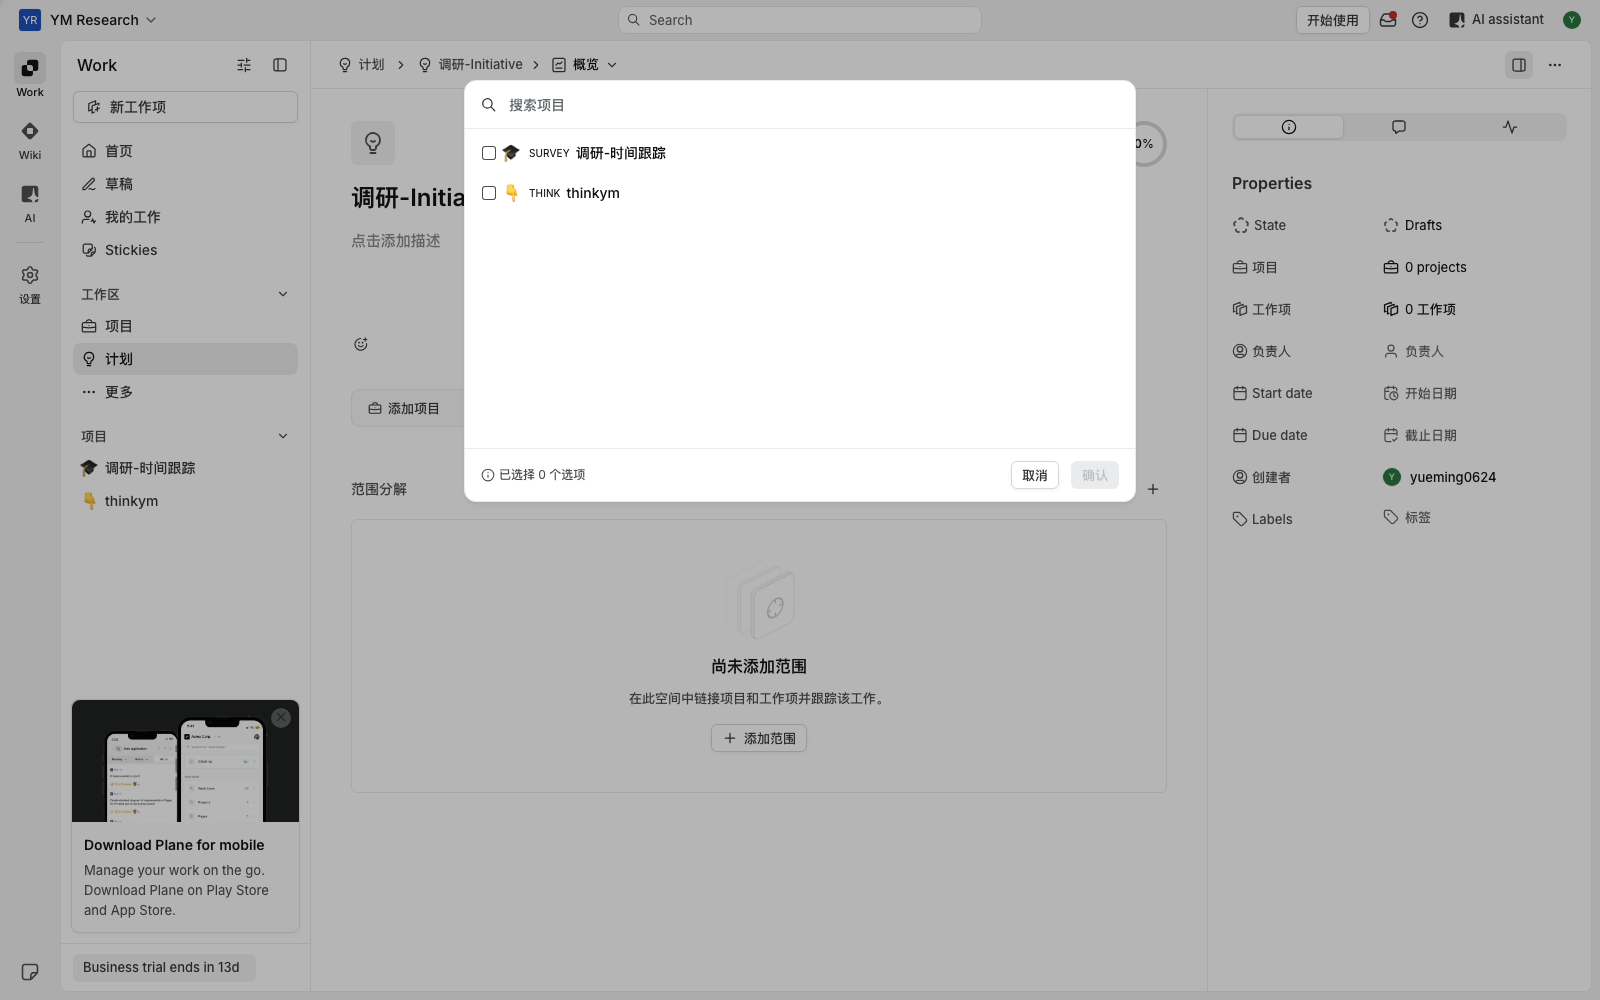 YR YM Research
Search
开始使用
AI assistant
Y
Work
Wiki
AI
设置
Work
新工作项
首页
草稿
我的工作
Stickies
工作区
项目
计划
更多
项目
调研-时间跟踪
thinkym
Download Plane for mobile
Manage your work on the go.
Download Plane on Play Store
and App Store.
Business trial ends in 13d
计划
调研-Initiative
概览
调研-Initia
点击添加描述
0%
添加项目
范围分解
尚未添加范围
在此空间中链接项目和工作项并跟踪该工作。
添加范围
搜索项目
SURVEY 调研-时间跟踪
THINK thinkym
已选择 0 个选项
取消
确认
Properties
State Drafts
项目 0 projects
工作项 0 工作项
负责人 负责人
Start date 开始日期
Due date 截止日期
创建者 Y yueming0624
Labels 标签